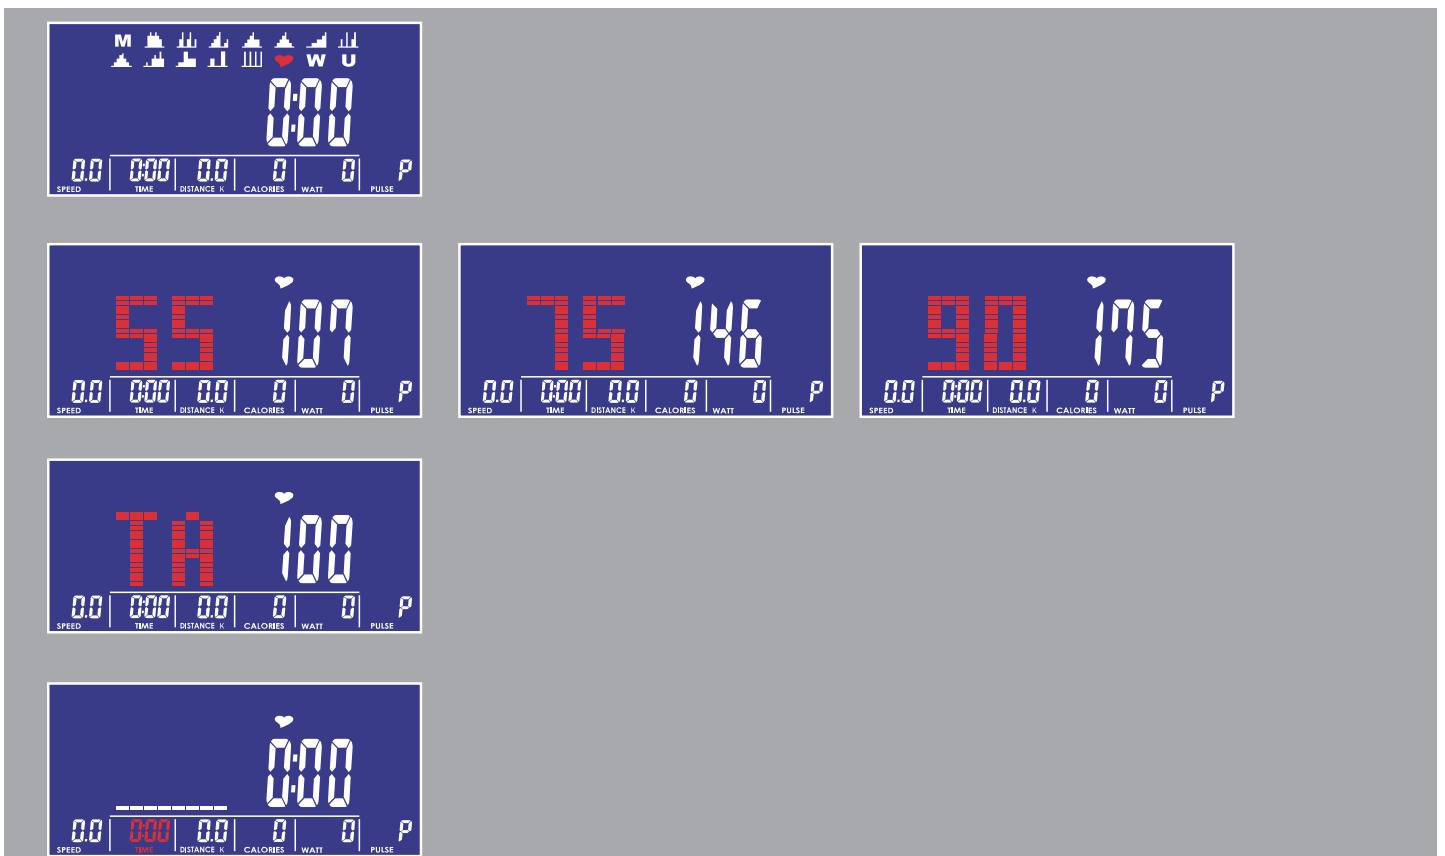 M
W U
0:00
0.0 0:00 0.0 0 0 P
SPEED TIME DISTANCE K CALORIES WATT PULSE
55 107
0.0 0:00 0.0 0 0 P
SPEED TIME DISTANCE K CALORIES WATT PULSE
75 146
0.0 0:00 0.0 0 0 P
SPEED TIME DISTANCE K CALORIES WATT PULSE
90 175
0.0 0:00 0.0 0 0 P
SPEED TIME DISTANCE K CALORIES WATT PULSE
TA 100
0.0 0:00 0.0 0 0 P
SPEED TIME DISTANCE K CALORIES WATT PULSE
0:00
0.0 0:00 0.0 0 0 P
SPEED TIME DISTANCE K CALORIES WATT PULSE